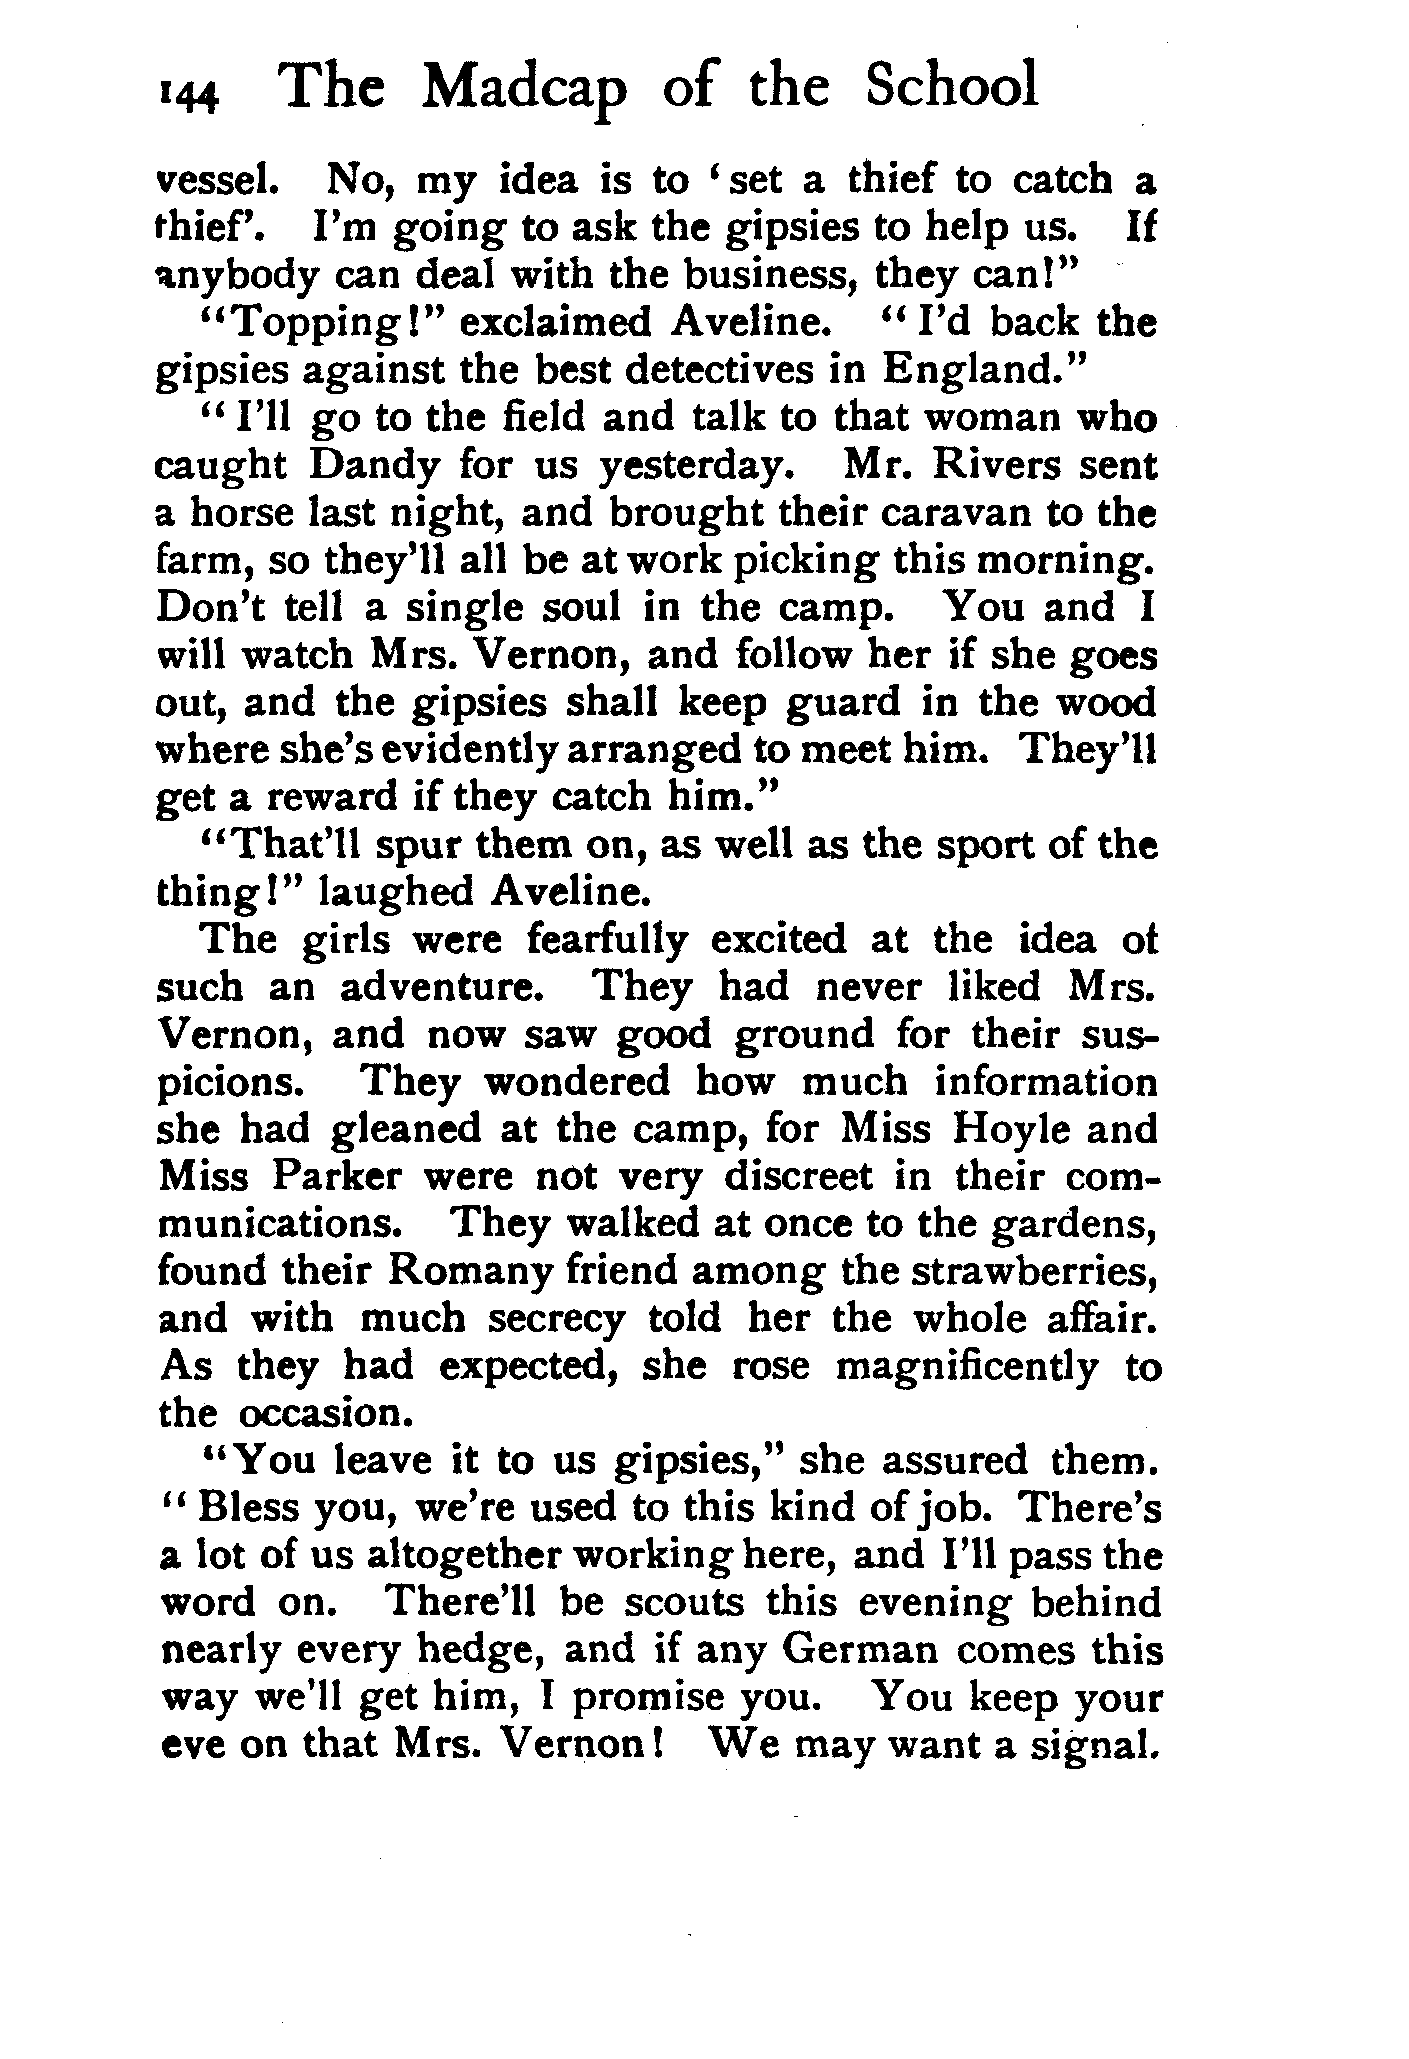 144 The Madcap of the School
vessel. No, my idea is to ‘set a thief to catch a
thief’. I’m going to ask the gipsies to help us. If
anybody can deal with the business, they can!”
“Topping!” exclaimed Aveline. “I’d back the
gipsies against the best detectives in England.”
“I’ll go to the field and talk to that woman who
caught Dandy for us yesterday. Mr. Rivers sent
a horse last night, and brought their caravan to the
farm, so they’ll all be at work picking this morning.
Don’t tell a single soul in the camp. You and I
will watch Mrs. Vernon, and follow her if she goes
out, and the gipsies shall keep guard in the wood
where she’s evidently arranged to meet him. They’ll
get a reward if they catch him.”
“That’ll spur them on, as well as the sport of the
thing!” laughed Aveline.
The girls were fearfully excited at the idea of
such an adventure. They had never liked Mrs.
Vernon, and now saw good ground for their sus-
picions. They wondered how much information
she had gleaned at the camp, for Miss Hoyle and
Miss Parker were not very discreet in their com-
munications. They walked at once to the gardens,
found their Romany friend among the strawberries,
and with much secrecy told her the whole affair.
As they had expected, she rose magnificently to
the occasion.
“You leave it to us gipsies,” she assured them.
“Bless you, we’re used to this kind of job. There’s
a lot of us altogether working here, and I’ll pass the
word on. There’ll be scouts this evening behind
nearly every hedge, and if any German comes this
way we’ll get him, I promise you. You keep your
eye on that Mrs. Vernon! We may want a signal.